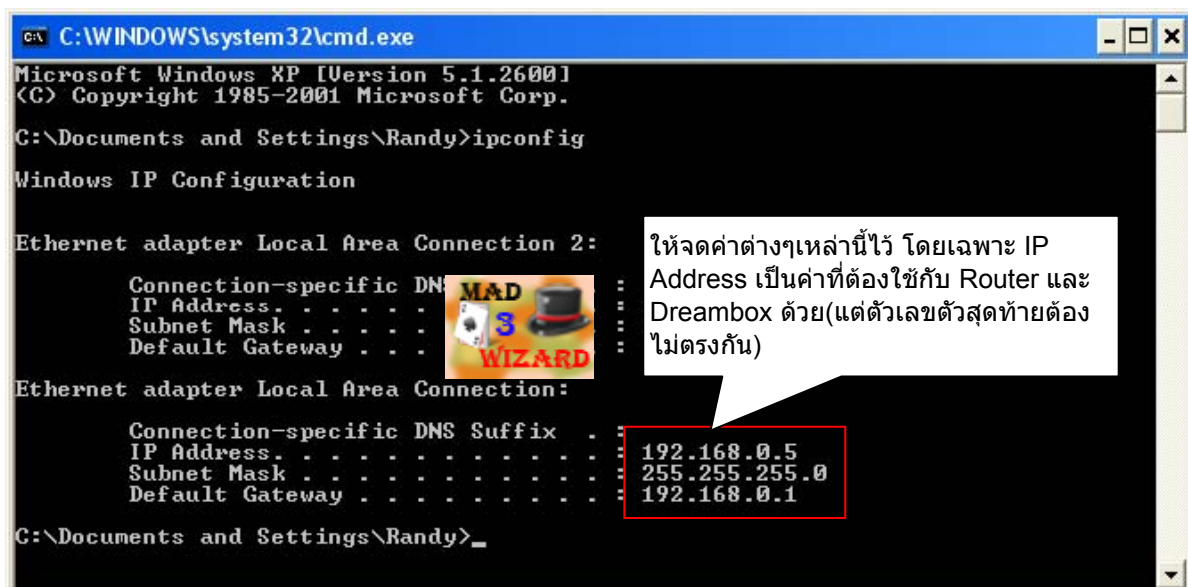 C:\WINDOWS\system32\cmd.exe
Microsoft Windows XP [Version 5.1.2600]
(C) Copyright 1985-2001 Microsoft Corp.
C:\Documents and Settings\Randy>ipconfig
Windows IP Configuration
Ethernet adapter Local Area Connection 2:
Connection-specific DN :
IP Address. . . . . . :
Subnet Mask . . . . . :
Default Gateway . . . :
MAD
3
WIZARD
ให้จดค่าต่างๆเหล่านี้ไว้ โดยเฉพาะ IP
Address เป็นค่าที่ต้องใช้กับ Router และ
Dreambox ด้วย(แต่ตัวเลขตัวสุดท้ายต้อง
ไม่ตรงกัน)
Ethernet adapter Local Area Connection:
Connection-specific DNS Suffix . :
IP Address. . . . . . . . . . . . : 192.168.0.5
Subnet Mask . . . . . . . . . . . : 255.255.255.0
Default Gateway . . . . . . . . . : 192.168.0.1
C:\Documents and Settings\Randy>_